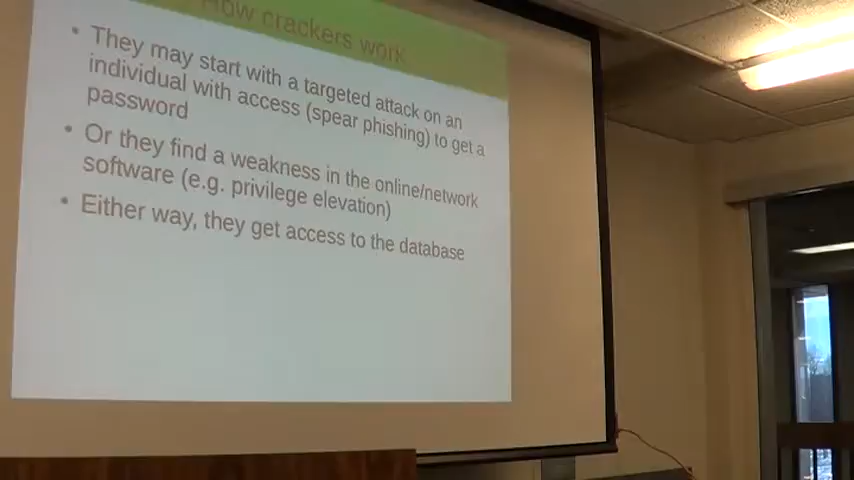 How crackers work
• They may start with a targeted attack on an
individual with access (spear phishing) to get a
password
• Or they find a weakness in the online/network
software (e.g. privilege elevation)
• Either way, they get access to the database